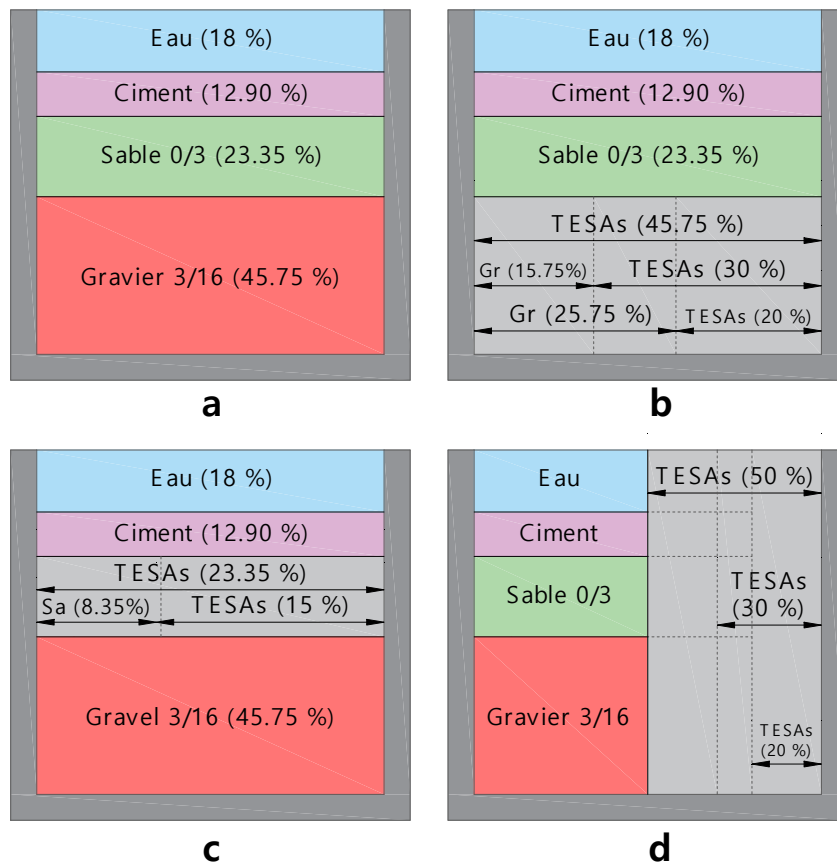 Eau (18 %)
Ciment (12.90 %)
Sable 0/3 (23.35 %)
Gravier 3/16 (45.75 %)
a
Eau (18 %)
Ciment (12.90 %)
Sable 0/3 (23.35 %)
TESAs (45.75 %)
Gr (15.75%)
TESAs (30 %)
Gr (25.75 %)
TESAs (20 %)
b
Eau (18 %)
Ciment (12.90 %)
TESAs (23.35 %)
Sa (8.35%)
TESAs (15 %)
Gravel 3/16 (45.75 %)
c
Eau
TESAs (50 %)
Ciment
Sable 0/3
TESAs
(30 %)
Gravier 3/16
TESAs
(20 %)
d